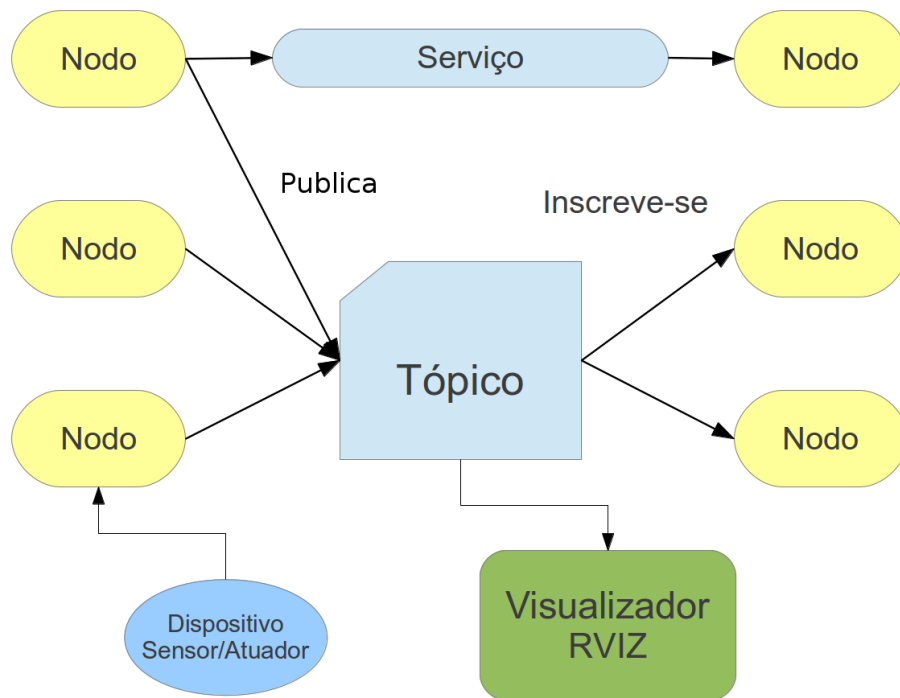 Nodo
Serviço
Nodo
Publica
Inscreve-se
Nodo
Nodo
Tópico
Nodo
Nodo
Dispositivo
Sensor/Atuador
Visualizador
RVIZ